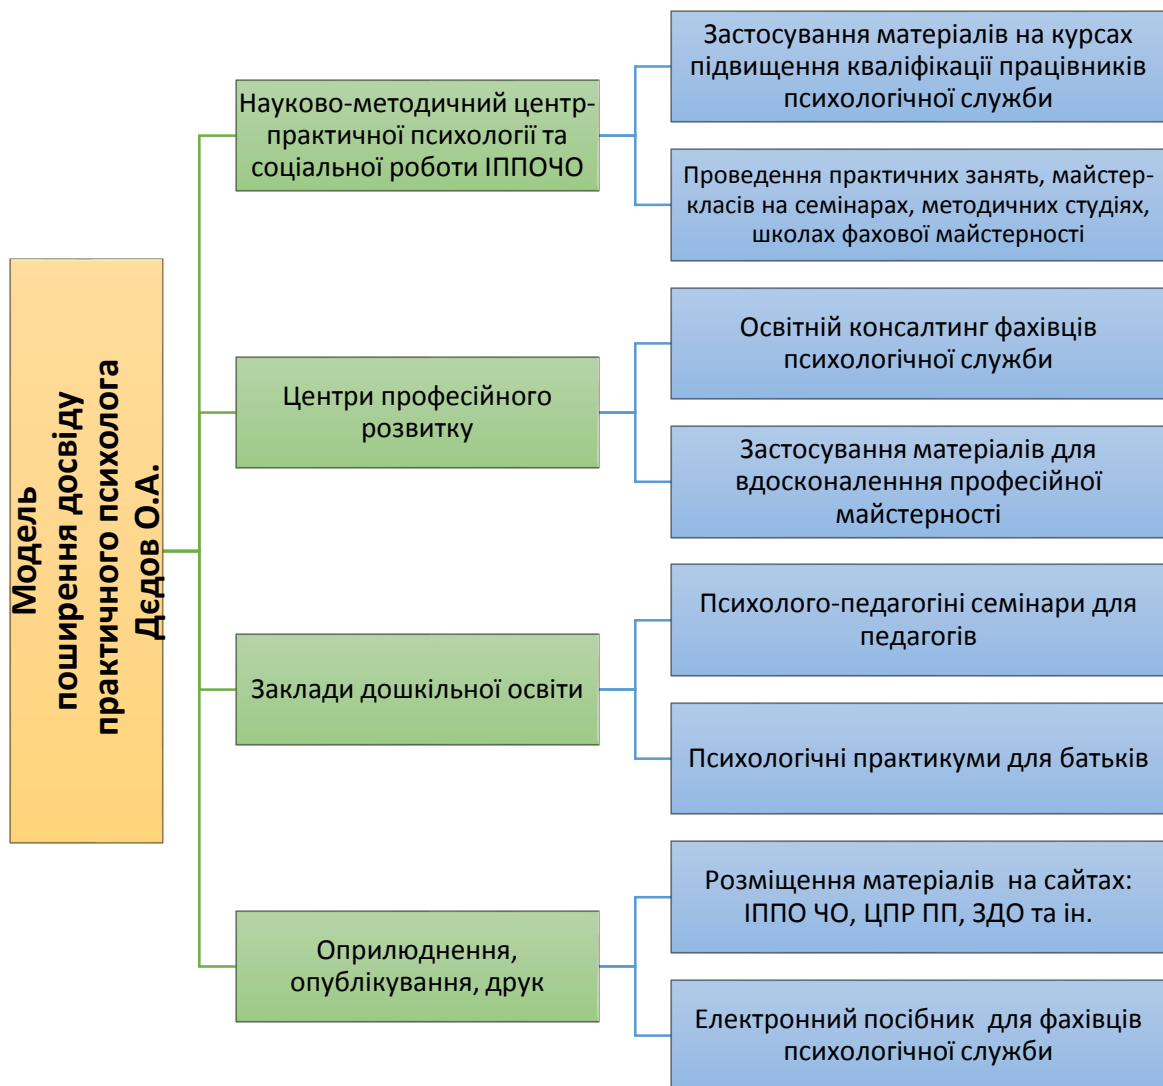 Модель
поширення досвіду
практичного психолога
Дєдов О.А.
Науково-методичний центр-
практичної психології та
соціальної роботи ІППОЧО
Застосування матеріалів на курсах
підвищення кваліфікації працівників
психологічної служби
Проведення практичних занять, майстер-
класів на семінарах, методичних студіях,
школах фахової майстерності
Центри професійного
розвитку
Освітній консалтинг фахівців
психологічної служби
Застосування матеріалів для
вдосконаленння професійної
майстерності
Заклади дошкільної освіти
Психолого-педагогіні семінари для
педагогів
Психологічні практикуми для батьків
Оприлюднення,
опублікування, друк
Розміщення матеріалів  на сайтах:
ІППО ЧО, ЦПР ПП, ЗДО та ін.
Електронний посібник  для фахівців
психологічної служби